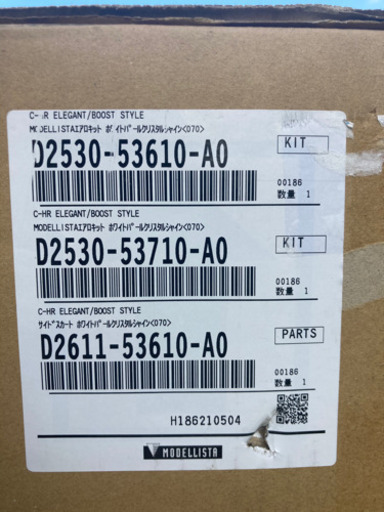 C-HR ELEGANT/BOOST STYLE
MODELLISTAIアロキット ホワイトパールクリスタルシャイン<070>
D2530-53610-A0
KIT
00186
数量 1
C-HR ELEGANT/BOOST STYLE
MODELLISTAIアロキット ホワイトパールクリスタルシャイン<070>
D2530-53710-A0
KIT
00186
数量 1
C-HR ELEGANT/BOOST STYLE
サイドスカート ホワイトパールクリスタルシャイン<070>
D2611-53610-A0
PARTS
00186
数量 1
H186210504
MODELLISTA